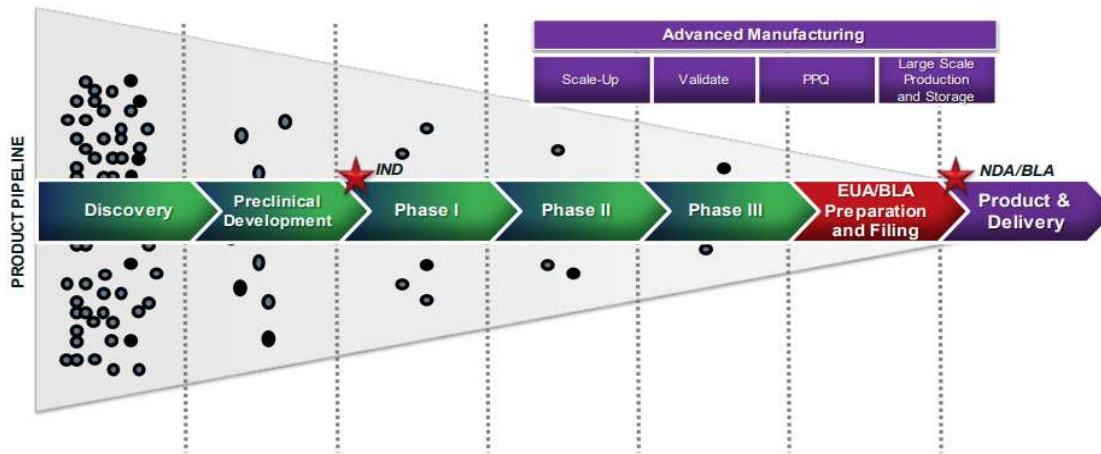 Advanced Manufacturing
Scale-Up
Validate
PPQ
Large Scale
Production
and Storage
PRODUCT PIPELINE
IND
NDA/BLA
Discovery
Preclinical
Development
Phase I
Phase II
Phase III
EUA/BLA
Preparation
and Filing
Product &
Delivery